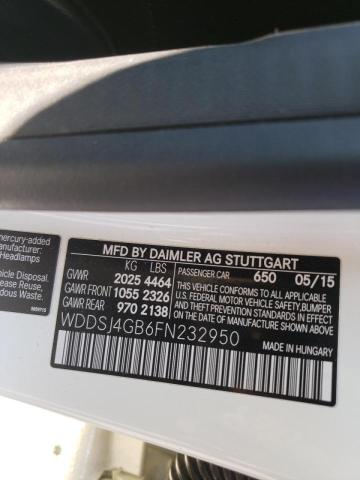 mercury-added
manufacturer:
Headlamps
Vehicle Disposal.
ease Reuse,
dous Waste.
MFD BY DAIMLER AG STUTTGART
KG LBS
GVWR 2025 4464
GAWR FRONT 1055 2326
GAWR REAR 970 2138
PASSENGER CAR 650 05/15
THIS VEHICLE CONFORMS TO ALL APPLICABLE
FEDERAL MOTOR VEHICLE SAFETY, BUMPER
AND THEFT PREVENTION STANDARDS IN EFFECT
ON THE DATE OF MANUFACTURE SHOWN ABOVE.
WDDSJ4GB6FN232950
MADE IN HUNGARY